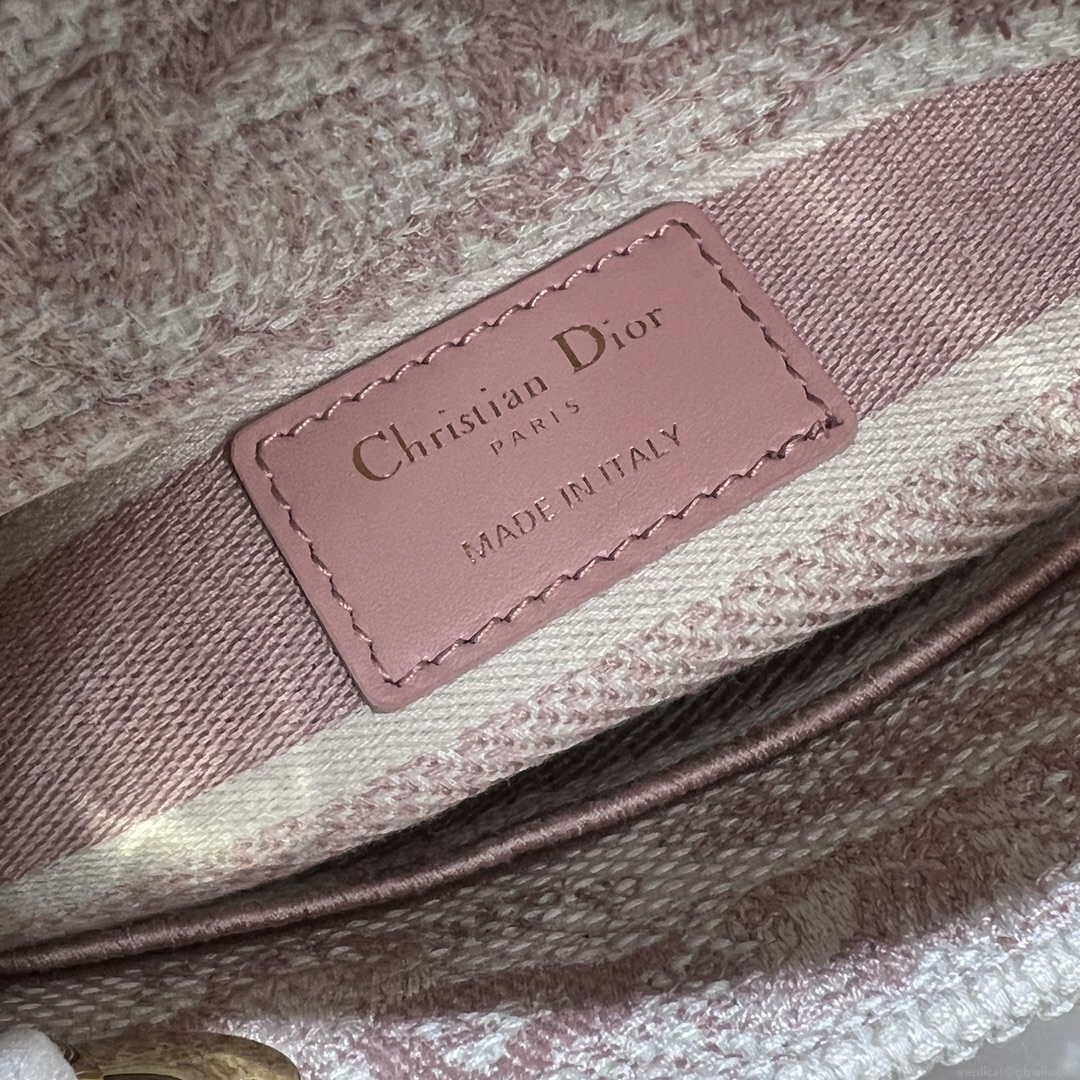 Christian Dior
PARIS
MADE IN ITALY
ireplicat@gmail.com